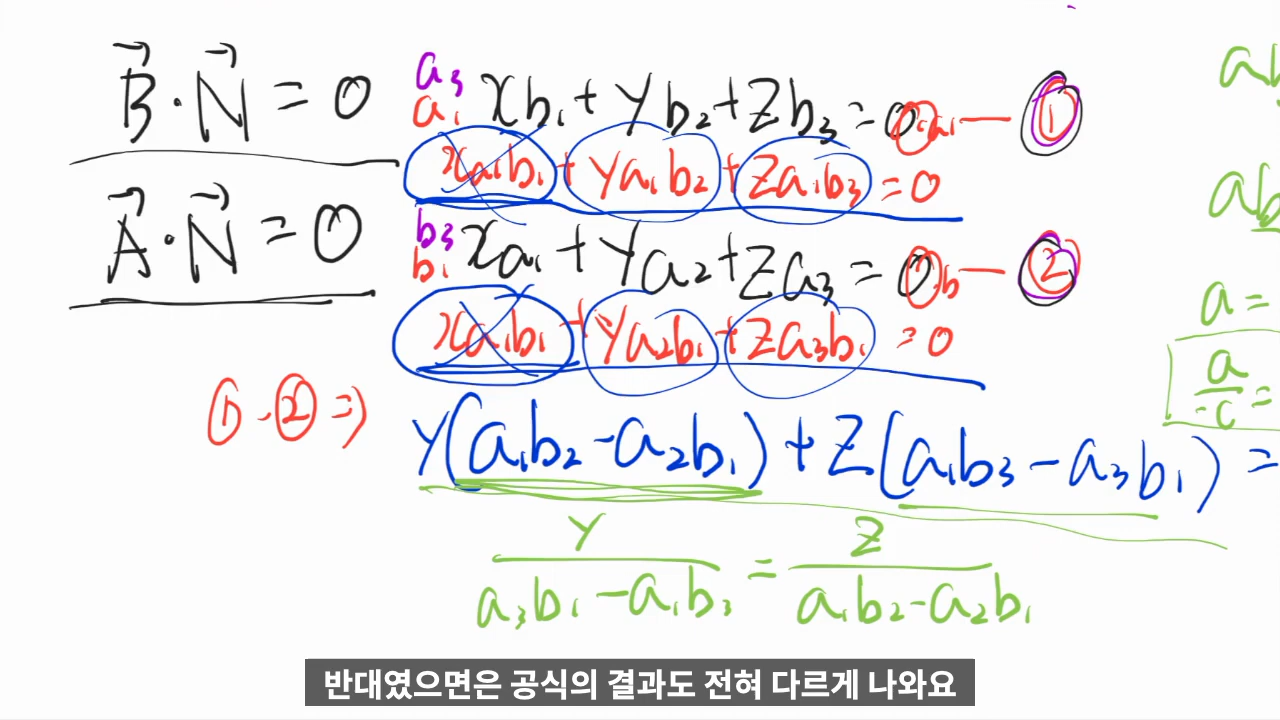 B⃗·N⃗ = 0
a₃
a₁ xb₁ + yb₂ + zb₃ = 0·a₁ — ①
xa₁b₁ + ya₁b₂ + za₁b₃ = 0
A⃗·N⃗ = 0
b₃
b₁ xa₁ + ya₂ + za₃ = 0·b — ②
xa₁b₁ + ya₂b₁ + za₃b₁ = 0
① - ② ⇒
y(a₁b₂ - a₂b₁) + z(a₁b₃ - a₃b₁) =
y/(a₃b₁ - a₁b₃) = z/(a₁b₂ - a₂b₁)
ab
ab
a =
a/-c =
반대였으면은 공식의 결과도 전혀 다르게 나와요